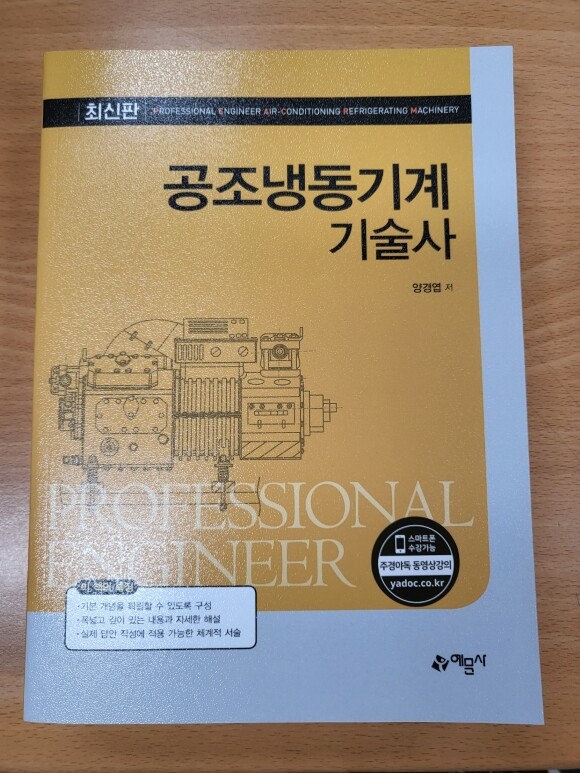 최신판 PROFESSIONAL ENGINEER AIR-CONDITIONING REFRIGERATING MACHINERY
공조냉동기계
기술사
양경엽 저
PROFESSIONAL
ENGINEER
스마트폰
수강가능
주경야독 동영상강의
yadoc.co.kr
이 책의 특징
•기본 개념을 확립할 수 있도록 구성
•폭넓고 깊이 있는 내용과 자세한 해설
•실제 답안 작성에 적용 가능한 체계적 서술
예문사